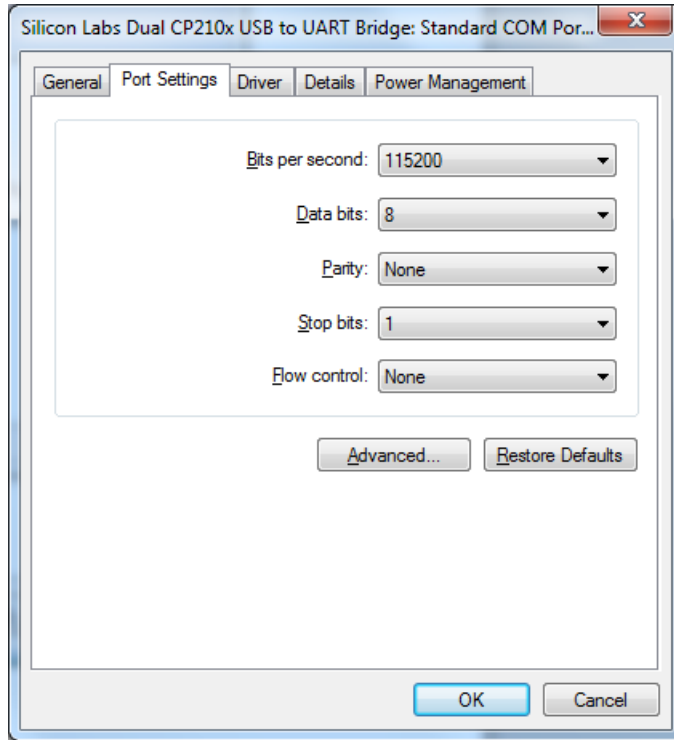 Silicon Labs Dual CP210x USB to UART Bridge: Standard COM Por...
General Port Settings Driver Details Power Management
Bits per second: 115200
Data bits: 8
Parity: None
Stop bits: 1
Flow control: None
Advanced... Restore Defaults
OK Cancel